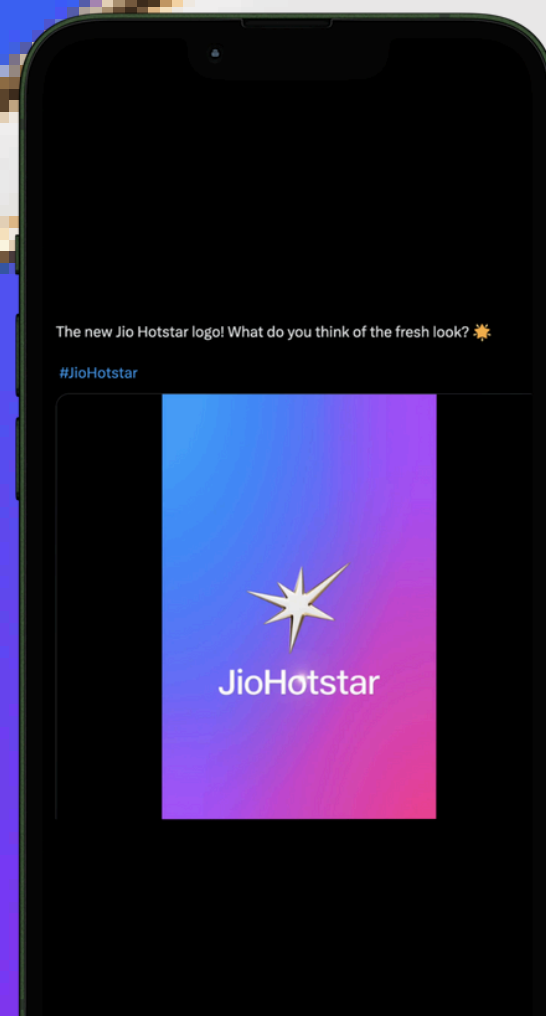 The new Jio Hotstar logo! What do you think of the fresh look? 🌟
#JioHotstar
JioHotstar